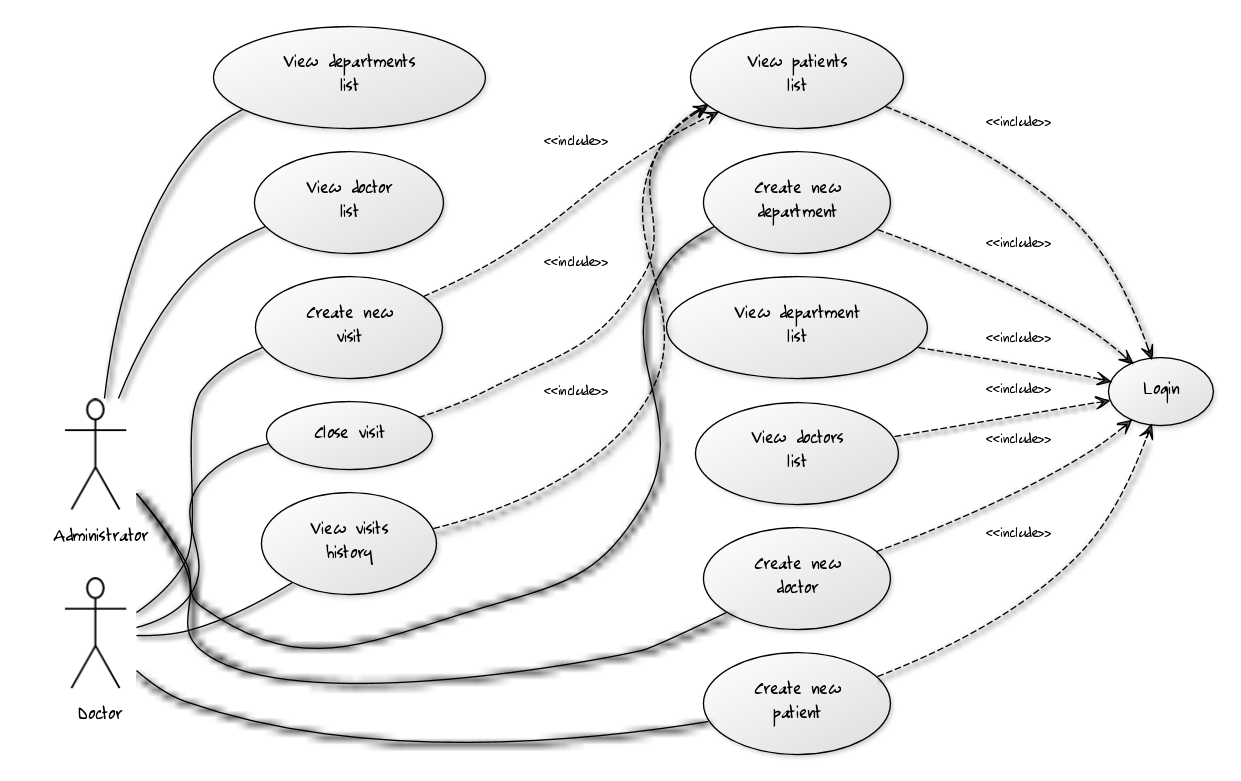 View departments
list
View doctor
list
Create new
visit
Close visit
View visits
history
Administrator
Doctor
<<include>>
<<include>>
<<include>>
View patients
list
Create new
department
View department
list
View doctors
list
Create new
doctor
Create new
patient
<<include>>
<<include>>
<<include>>
<<include>>
<<include>>
<<include>>
Login